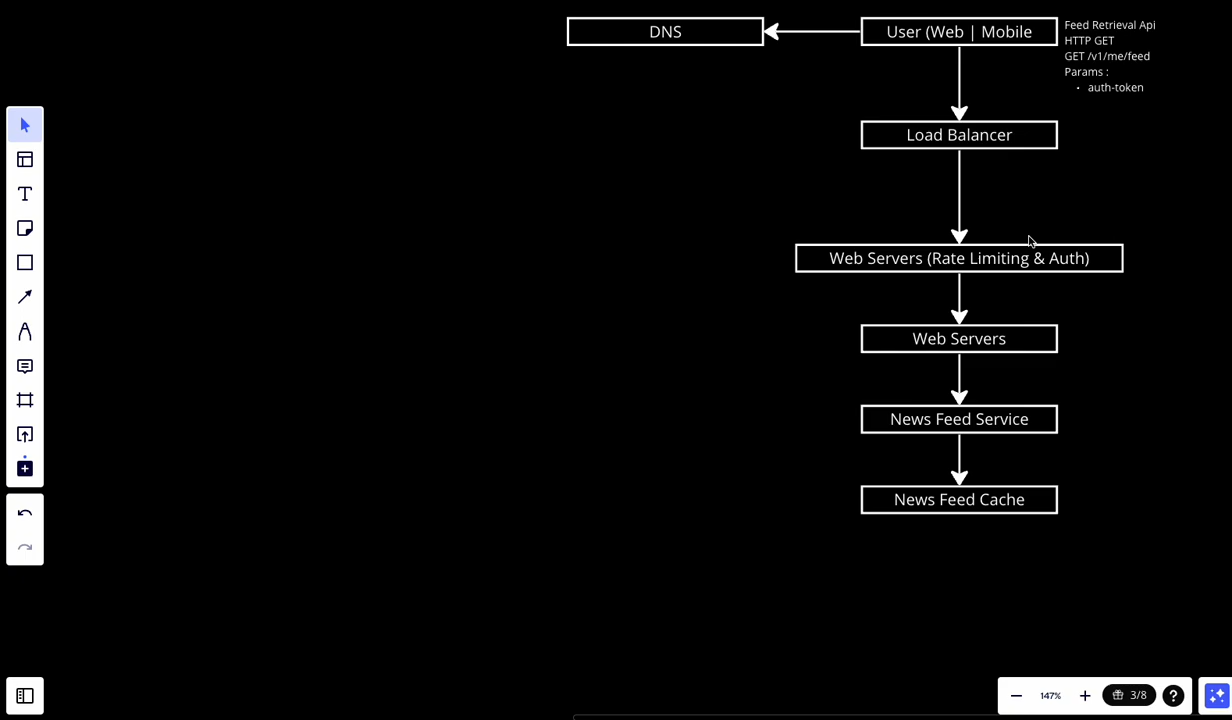 DNS
User (Web | Mobile
Feed Retrieval Api
HTTP GET
GET /v1/me/feed
Params :
• auth-token
Load Balancer
Web Servers (Rate Limiting & Auth)
Web Servers
News Feed Service
News Feed Cache
147%
3/8